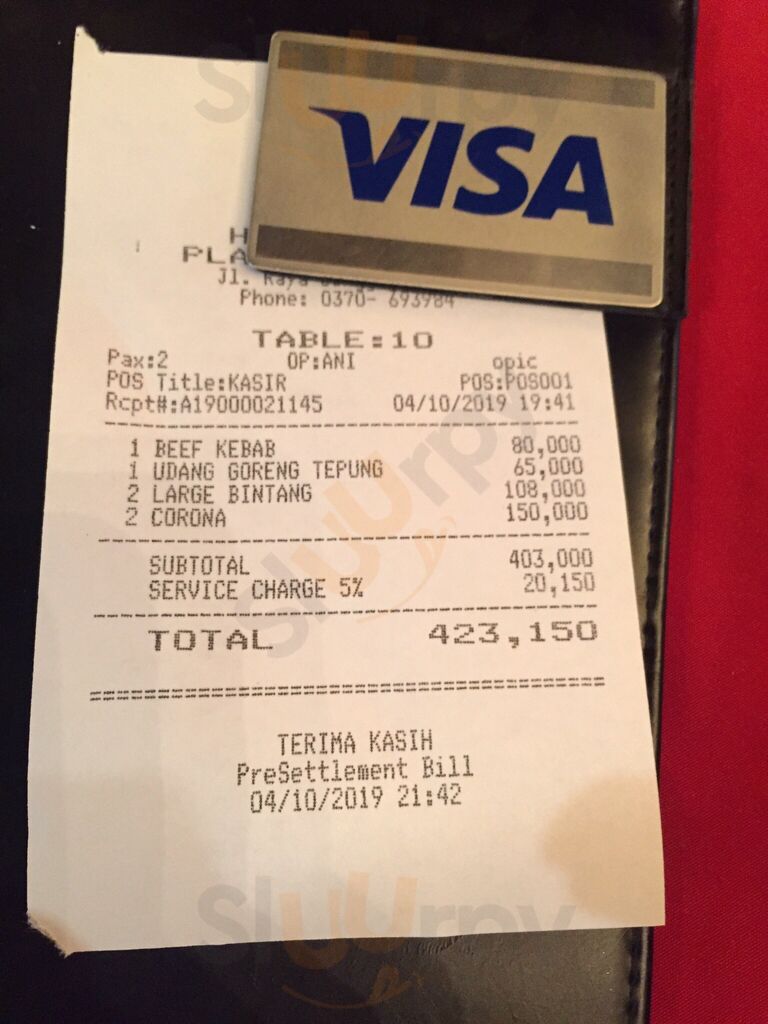 VISA
Phone: 0370- 693984
TABLE:10
Pax:2 OP:ANI opic
POS Title:KASIR POS:POS001
Rcpt#:A19000021145 04/10/2019 19:41
1 BEEF KEBAB 80,000
1 UDANG GORENG TEPUNG 65,000
2 LARGE BINTANG 108,000
2 CORONA 150,000
SUBTOTAL 403,000
SERVICE CHARGE 5% 20,150
TOTAL 423,150
TERIMA KASIH
PreSettlement Bill
04/10/2019 21:42
Sluurpy